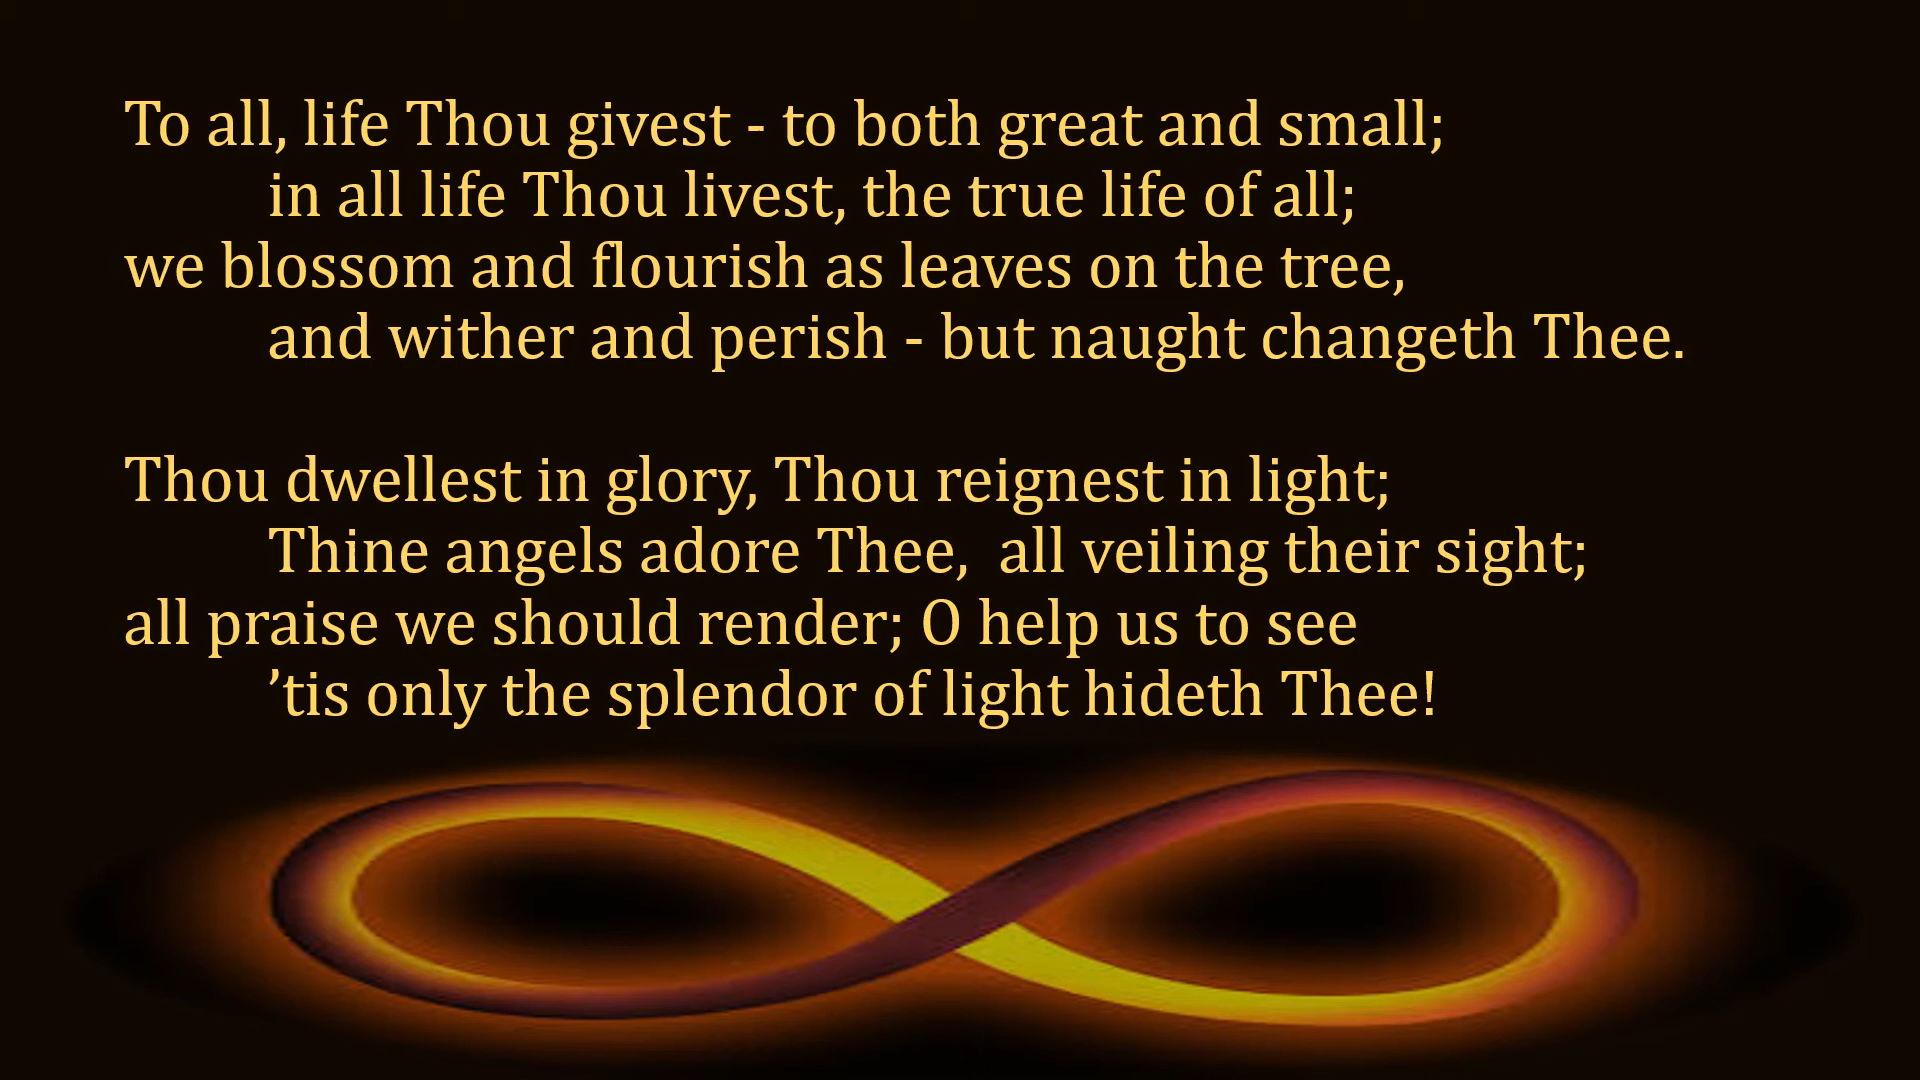 To all, life Thou givest - to both great and small;
in all life Thou livest, the true life of all;
we blossom and flourish as leaves on the tree,
and wither and perish - but naught changeth Thee.
Thou dwellest in glory, Thou reignest in light;
Thine angels adore Thee,  all veiling their sight;
all praise we should render; O help us to see
’tis only the splendor of light hideth Thee!